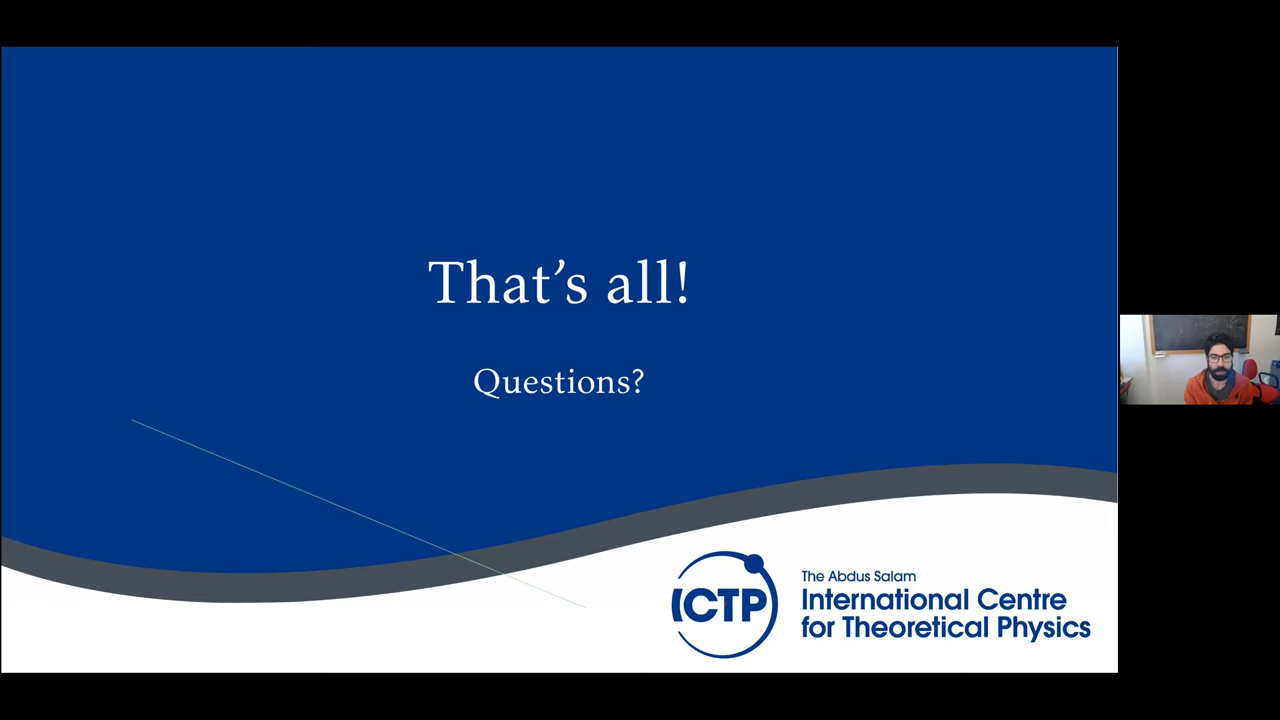 That’s all!
Questions?
ICTP
The Abdus Salam
International Centre
for Theoretical Physics